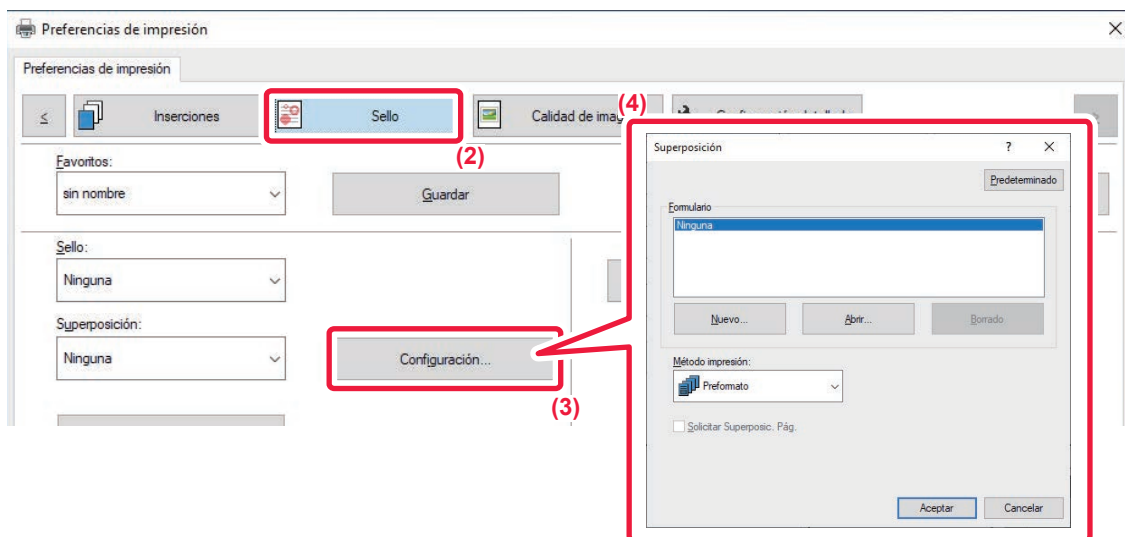 Preferencias de impresión
Preferencias de impresión
Inserciones
Sello
Calidad de
(4)
(2)
Favoritos:
sin nombre
Guardar
Sello:
Ninguna
Superposición:
Ninguna
Configuración...
(3)
Superposición
?
Predeterminado
Formulario
Ninguna
Nuevo...
Abrir...
Borrado
Método impresión:
Preformato
Solicitar Superposic. Pág.
Aceptar
Cancelar